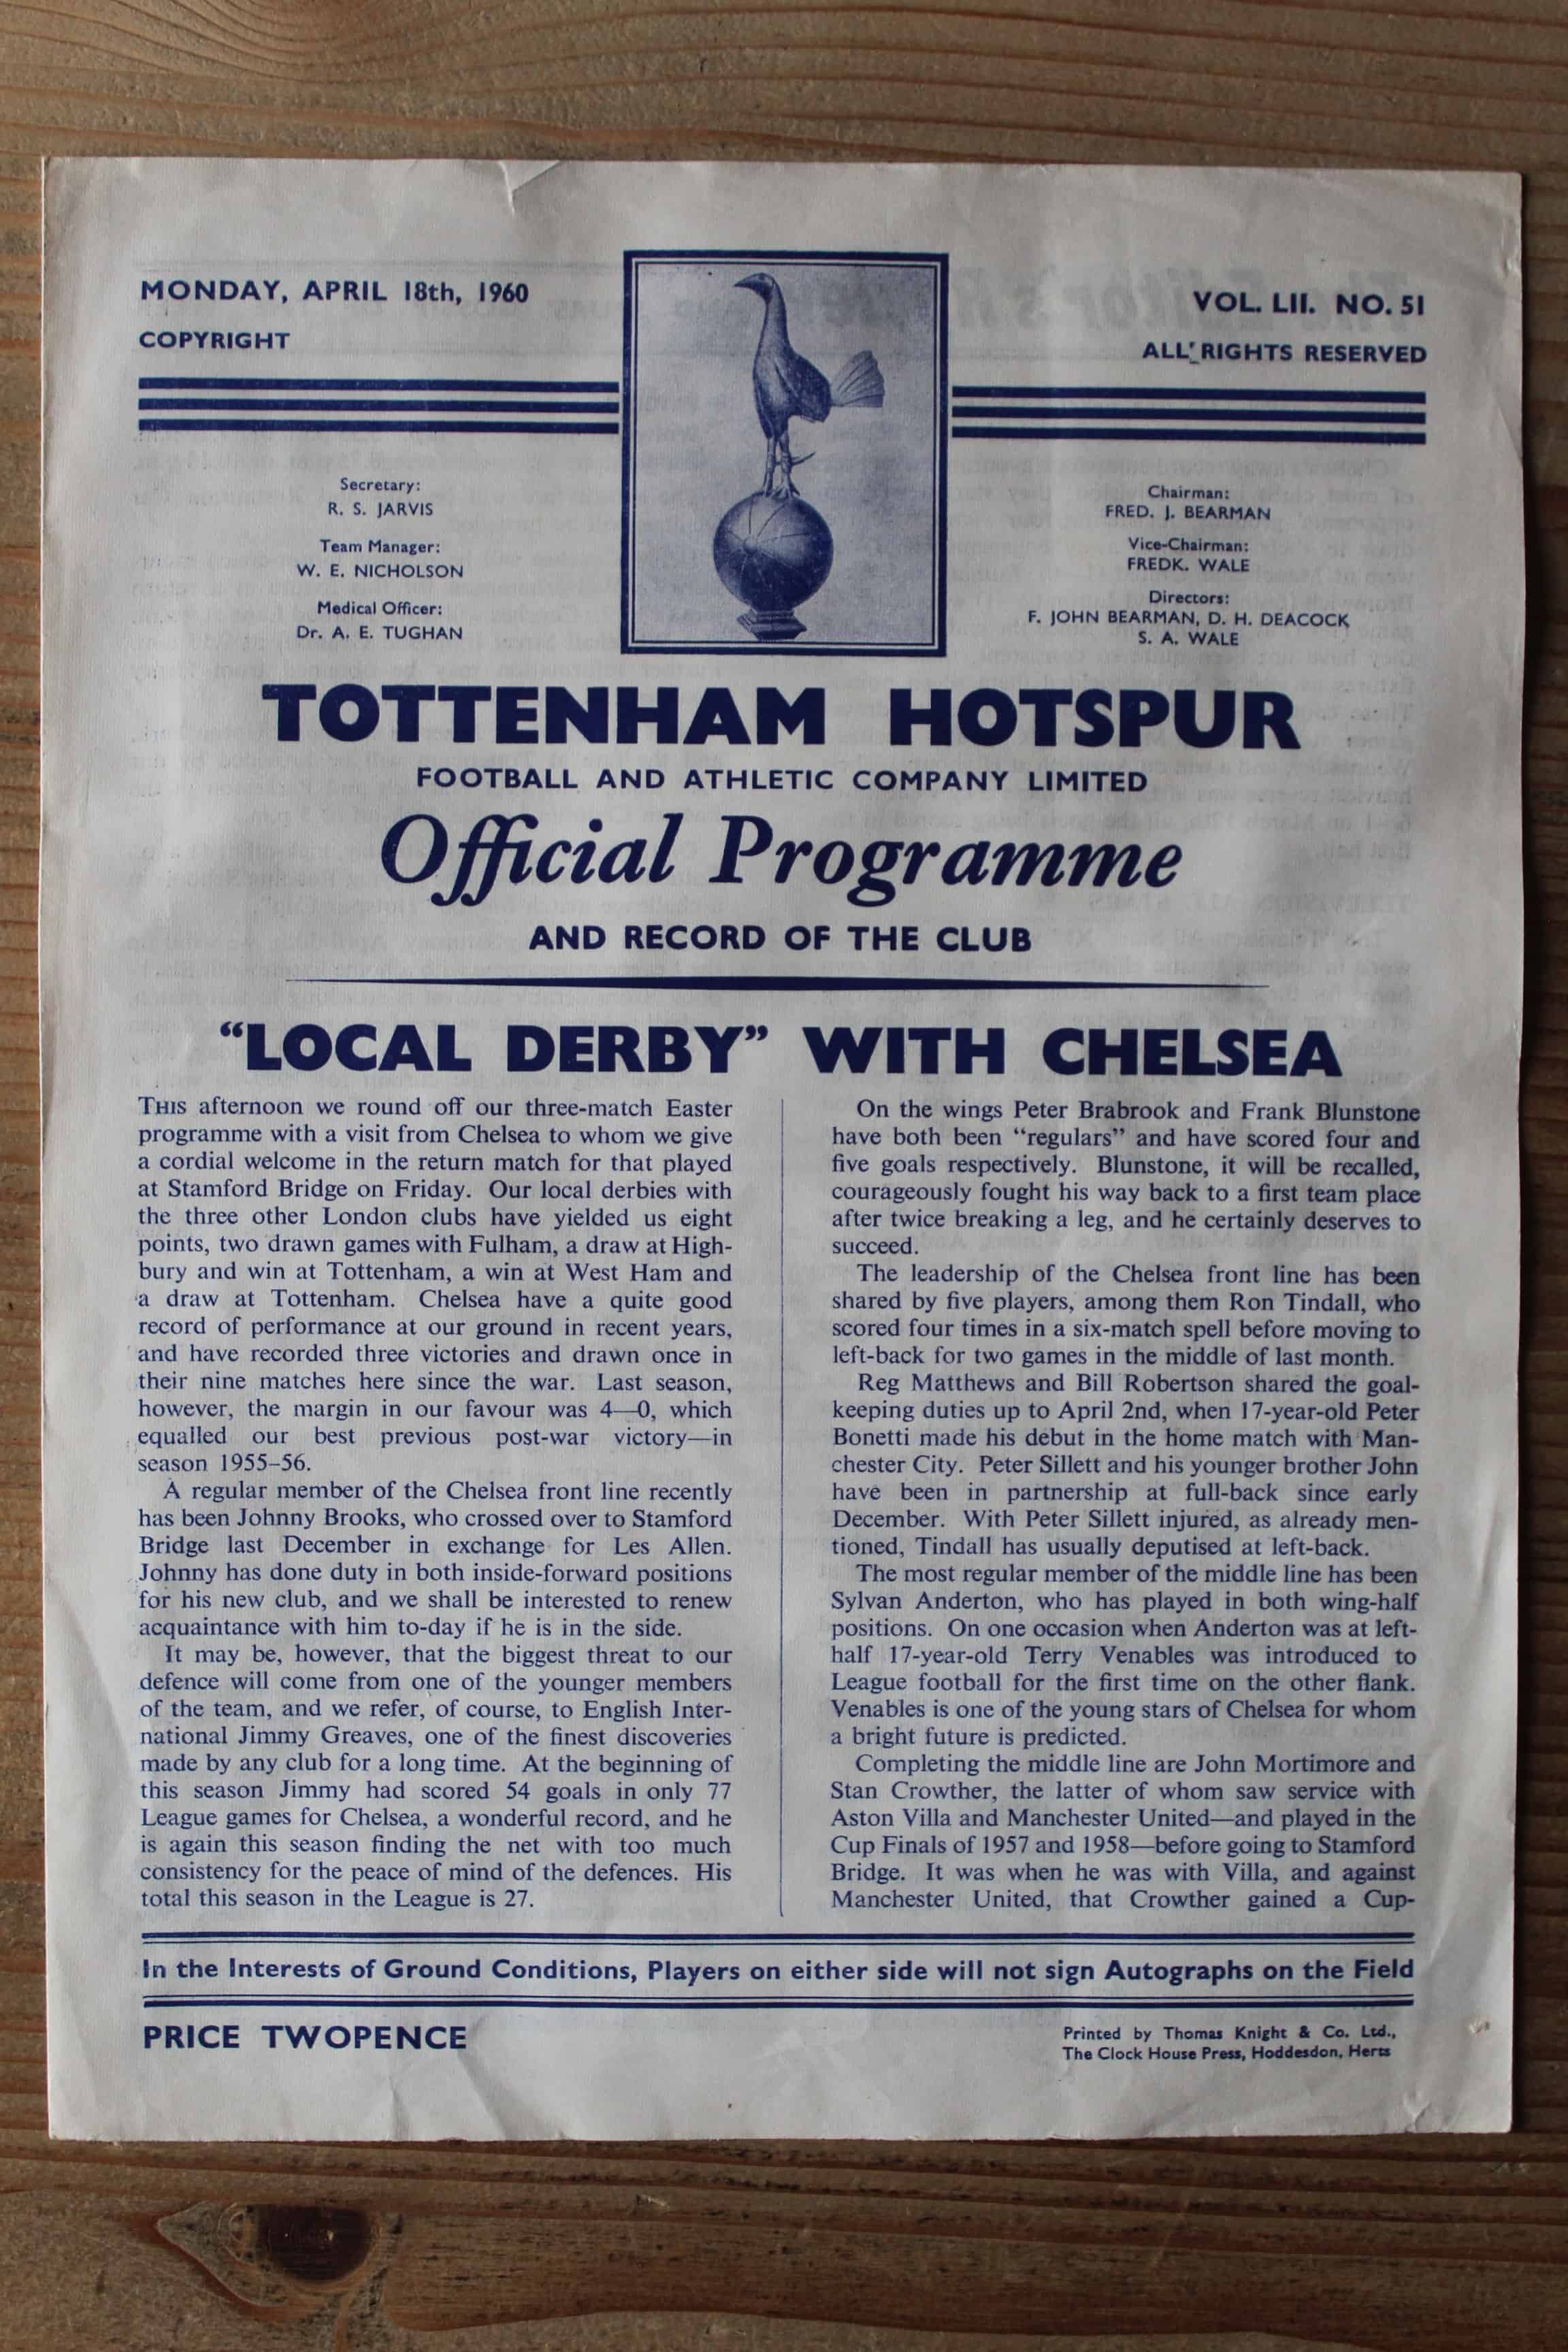 MONDAY, APRIL 18th, 1960
COPYRIGHT
VOL. LII. NO. 51
ALL RIGHTS RESERVED
Secretary:
R. S. JARVIS
Team Manager:
W. E. NICHOLSON
Medical Officer:
Dr. A. E. TUGHAN
Chairman:
FRED. J. BEARMAN
Vice-Chairman:
FREDK. WALE
Directors:
F. JOHN BEARMAN, D. H. DEACOCK
S. A. WALE
TOTTENHAM HOTSPUR
FOOTBALL AND ATHLETIC COMPANY LIMITED
Official Programme
AND RECORD OF THE CLUB
“LOCAL DERBY” WITH CHELSEA
THIS afternoon we round off our three-match Easter
programme with a visit from Chelsea to whom we give
a cordial welcome in the return match for that played
at Stamford Bridge on Friday. Our local derbies with
the three other London clubs have yielded us eight
points, two drawn games with Fulham, a draw at High-
bury and win at Tottenham, a win at West Ham and
a draw at Tottenham. Chelsea have a quite good
record of performance at our ground in recent years,
and have recorded three victories and drawn once in
their nine matches here since the war. Last season,
however, the margin in our favour was 4—0, which
equalled our best previous post-war victory—in
season 1955–56.
A regular member of the Chelsea front line recently
has been Johnny Brooks, who crossed over to Stamford
Bridge last December in exchange for Les Allen.
Johnny has done duty in both inside-forward positions
for his new club, and we shall be interested to renew
acquaintance with him to-day if he is in the side.
It may be, however, that the biggest threat to our
defence will come from one of the younger members
of the team, and we refer, of course, to English Inter-
national Jimmy Greaves, one of the finest discoveries
made by any club for a long time. At the beginning of
this season Jimmy had scored 54 goals in only 77
League games for Chelsea, a wonderful record, and he
is again this season finding the net with too much
consistency for the peace of mind of the defences. His
total this season in the League is 27.
On the wings Peter Brabrook and Frank Blunstone
have both been “regulars” and have scored four and
five goals respectively. Blunstone, it will be recalled,
courageously fought his way back to a first team place
after twice breaking a leg, and he certainly deserves to
succeed.
The leadership of the Chelsea front line has been
shared by five players, among them Ron Tindall, who
scored four times in a six-match spell before moving to
left-back for two games in the middle of last month.
Reg Matthews and Bill Robertson shared the goal-
keeping duties up to April 2nd, when 17-year-old Peter
Bonetti made his debut in the home match with Man-
chester City. Peter Sillett and his younger brother John
have been in partnership at full-back since early
December. With Peter Sillett injured, as already men-
tioned, Tindall has usually deputised at left-back.
The most regular member of the middle line has been
Sylvan Anderton, who has played in both wing-half
positions. On one occasion when Anderton was at left-
half 17-year-old Terry Venables was introduced to
League football for the first time on the other flank.
Venables is one of the young stars of Chelsea for whom
a bright future is predicted.
Completing the middle line are John Mortimore and
Stan Crowther, the latter of whom saw service with
Aston Villa and Manchester United—and played in the
Cup Finals of 1957 and 1958—before going to Stamford
Bridge. It was when he was with Villa, and against
Manchester United, that Crowther gained a Cup-
In the Interests of Ground Conditions, Players on either side will not sign Autographs on the Field
PRICE TWOPENCE
Printed by Thomas Knight & Co. Ltd.,
The Clock House Press, Hoddesdon, Herts